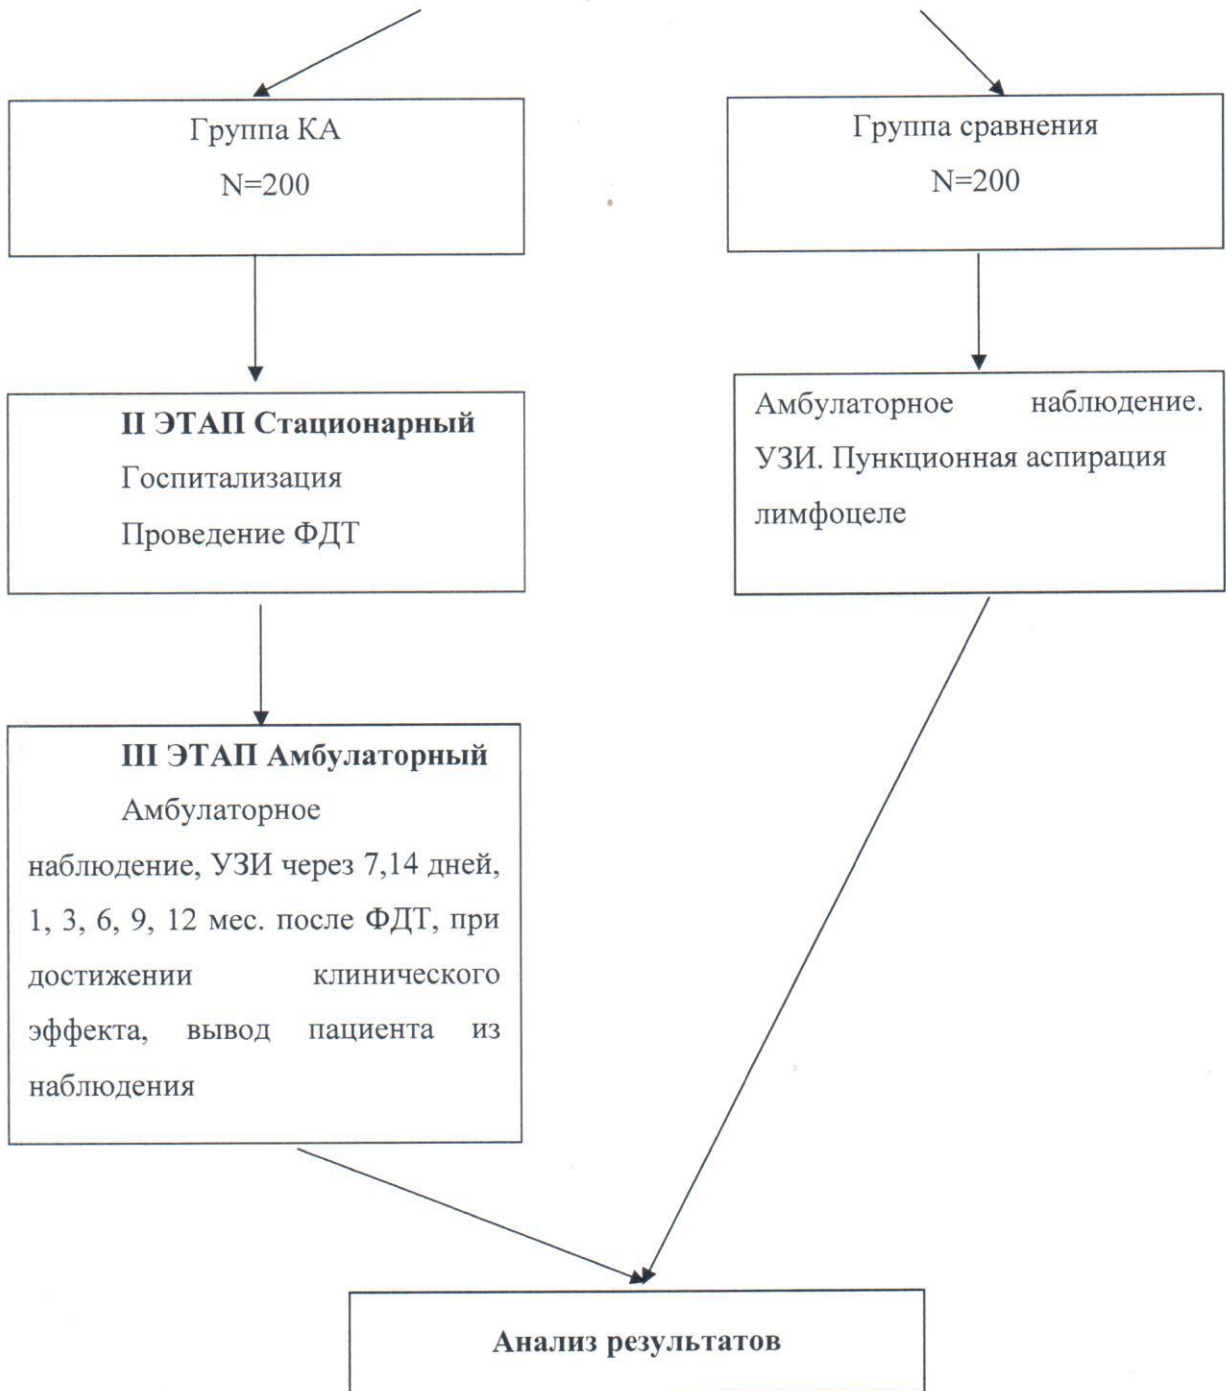 Группа КА
N=200
Группа сравнения
N=200
II ЭТАП Стационарный
Госпитализация
Проведение ФДТ
Амбулаторное наблюдение.
УЗИ. Пункционная аспирация
лимфоцеле
III ЭТАП Амбулаторный
Амбулаторное
наблюдение, УЗИ через 7,14 дней,
1, 3, 6, 9, 12 мес. после ФДТ, при
достижении клинического
эффекта, вывод пациента из
наблюдения
Анализ результатов